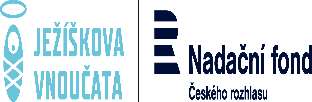 JEŽÍŠKOVA
VNOUČATA
Nadační fond
Českého rozhlasu